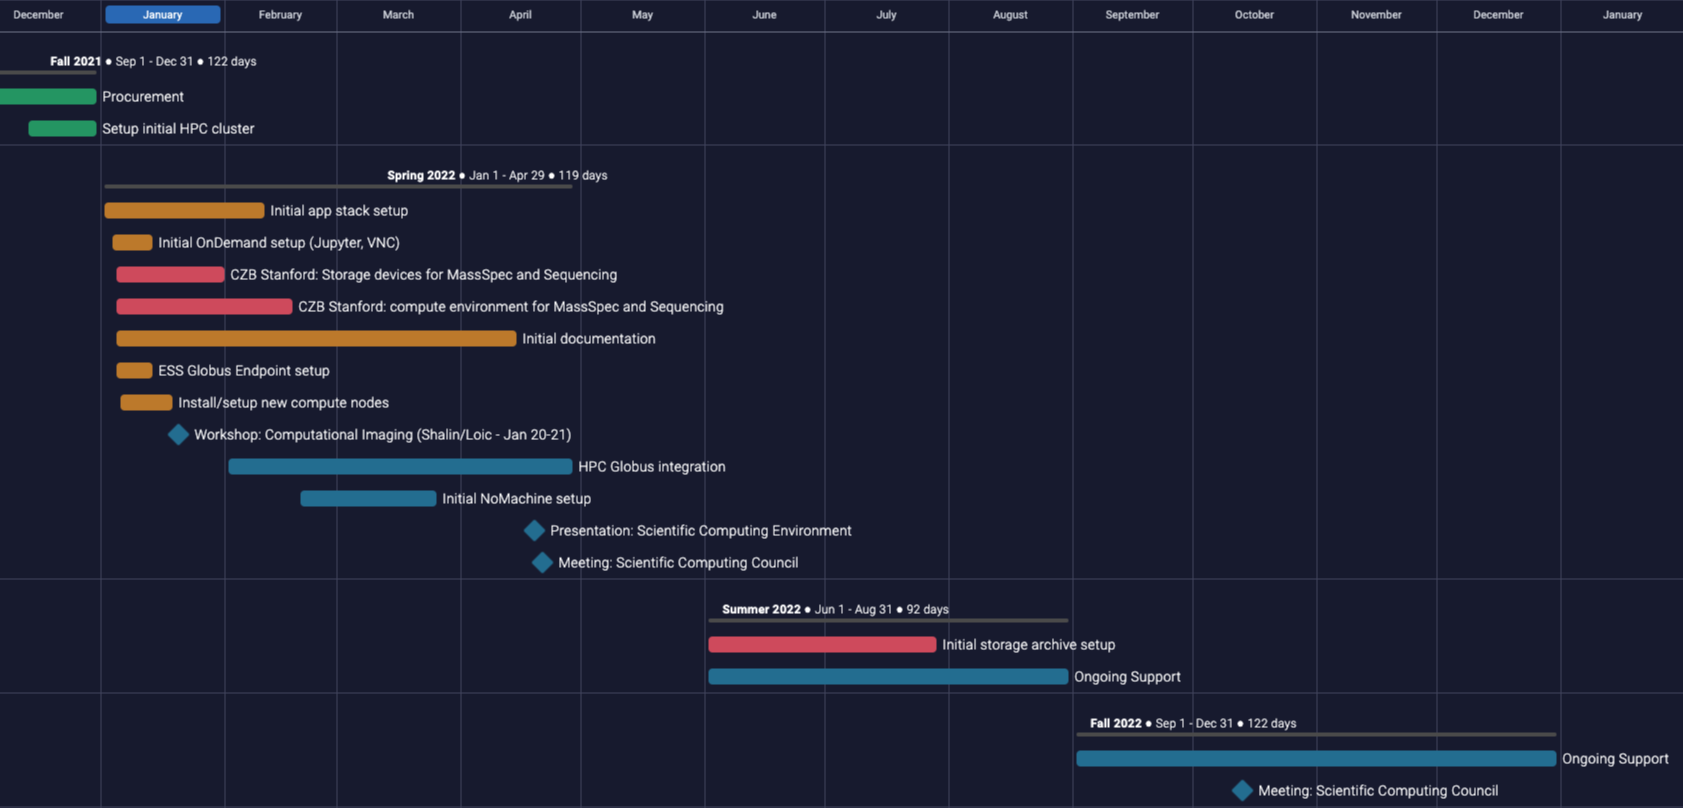 December January February March April May June July August September October November December January
Fall 2021 ● Sep 1 - Dec 31 ● 122 days
Procurement
Setup initial HPC cluster
Spring 2022 ● Jan 1 - Apr 29 ● 119 days
Initial app stack setup
Initial OnDemand setup (Jupyter, VNC)
CZB Stanford: Storage devices for MassSpec and Sequencing
CZB Stanford: compute environment for MassSpec and Sequencing
Initial documentation
ESS Globus Endpoint setup
Install/setup new compute nodes
Workshop: Computational Imaging (Shalin/Loic - Jan 20-21)
HPC Globus integration
Initial NoMachine setup
Presentation: Scientific Computing Environment
Meeting: Scientific Computing Council
Summer 2022 ● Jun 1 - Aug 31 ● 92 days
Initial storage archive setup
Ongoing Support
Fall 2022 ● Sep 1 - Dec 31 ● 122 days
Ongoing Support
Meeting: Scientific Computing Council